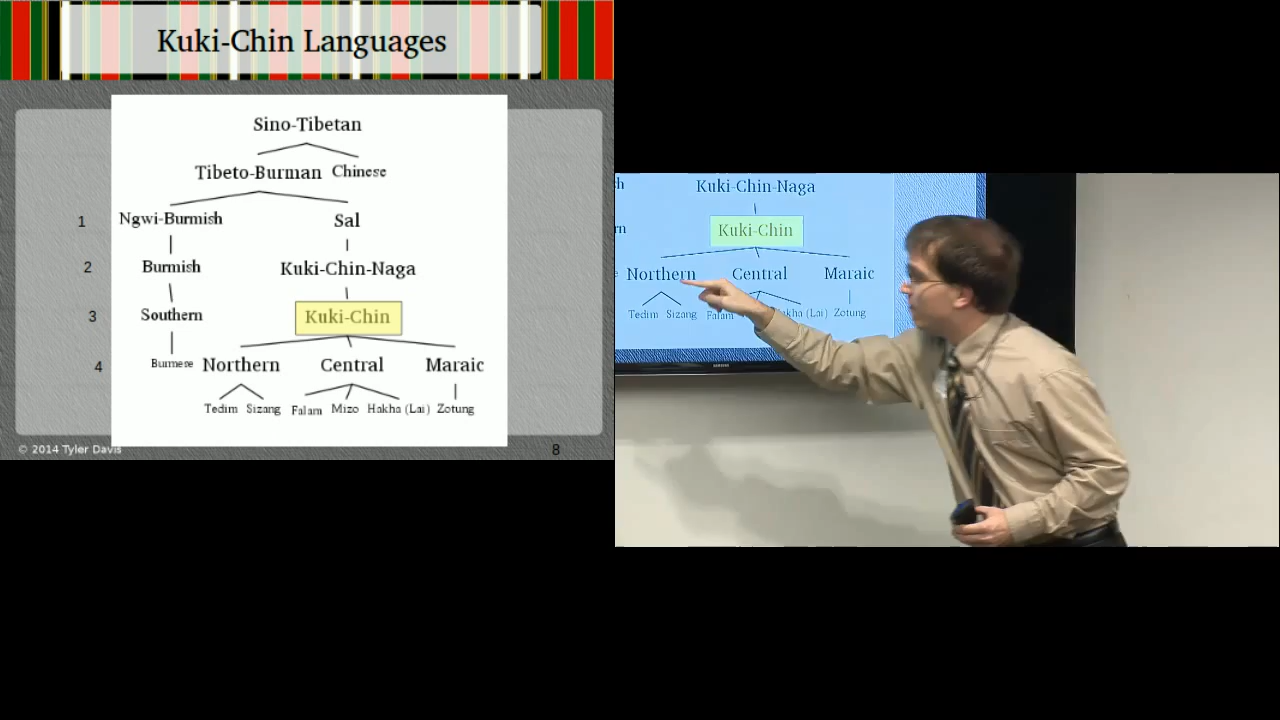 Kuki-Chin Languages
Sino-Tibetan
Tibeto-Burman Chinese
1 Ngwi-Burmish Sal
2 Burmish Kuki-Chin-Naga
3 Southern Kuki-Chin
4 Burmese Northern Central Maraic
Tedim Sizang Falam Mizo Hakha (Lai) Zotung
© 2014 Tyler Davis 8
Kuki-Chin-Naga
Kuki-Chin
Northern Central Maraic
Tedim Sizang Falam (Lai) Zotung
SAMSUNG